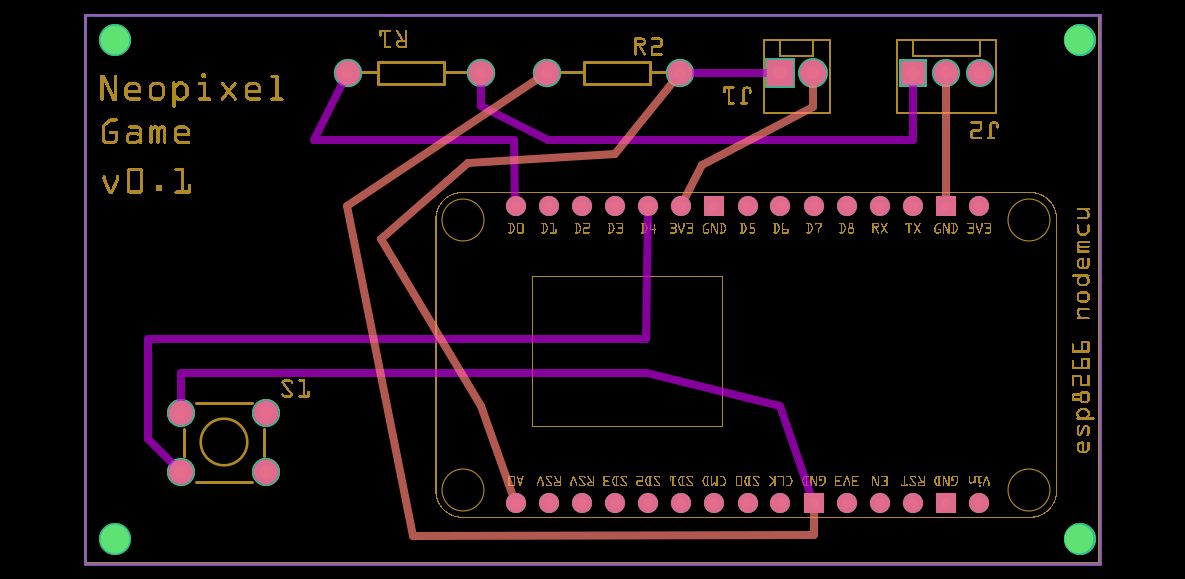 R1
R2
J1
J2
Neopixel
Game
v0.1
D0 D1 D2 D3 D4 3V3 GND D5 D6 D7 D8 RX TX GND 3V3
esp8266 nodemcu
S1
A0 RSV RSV SD3 SD2 SD1 CMD SD0 CLK GND 3V3 EN RST GND Vin